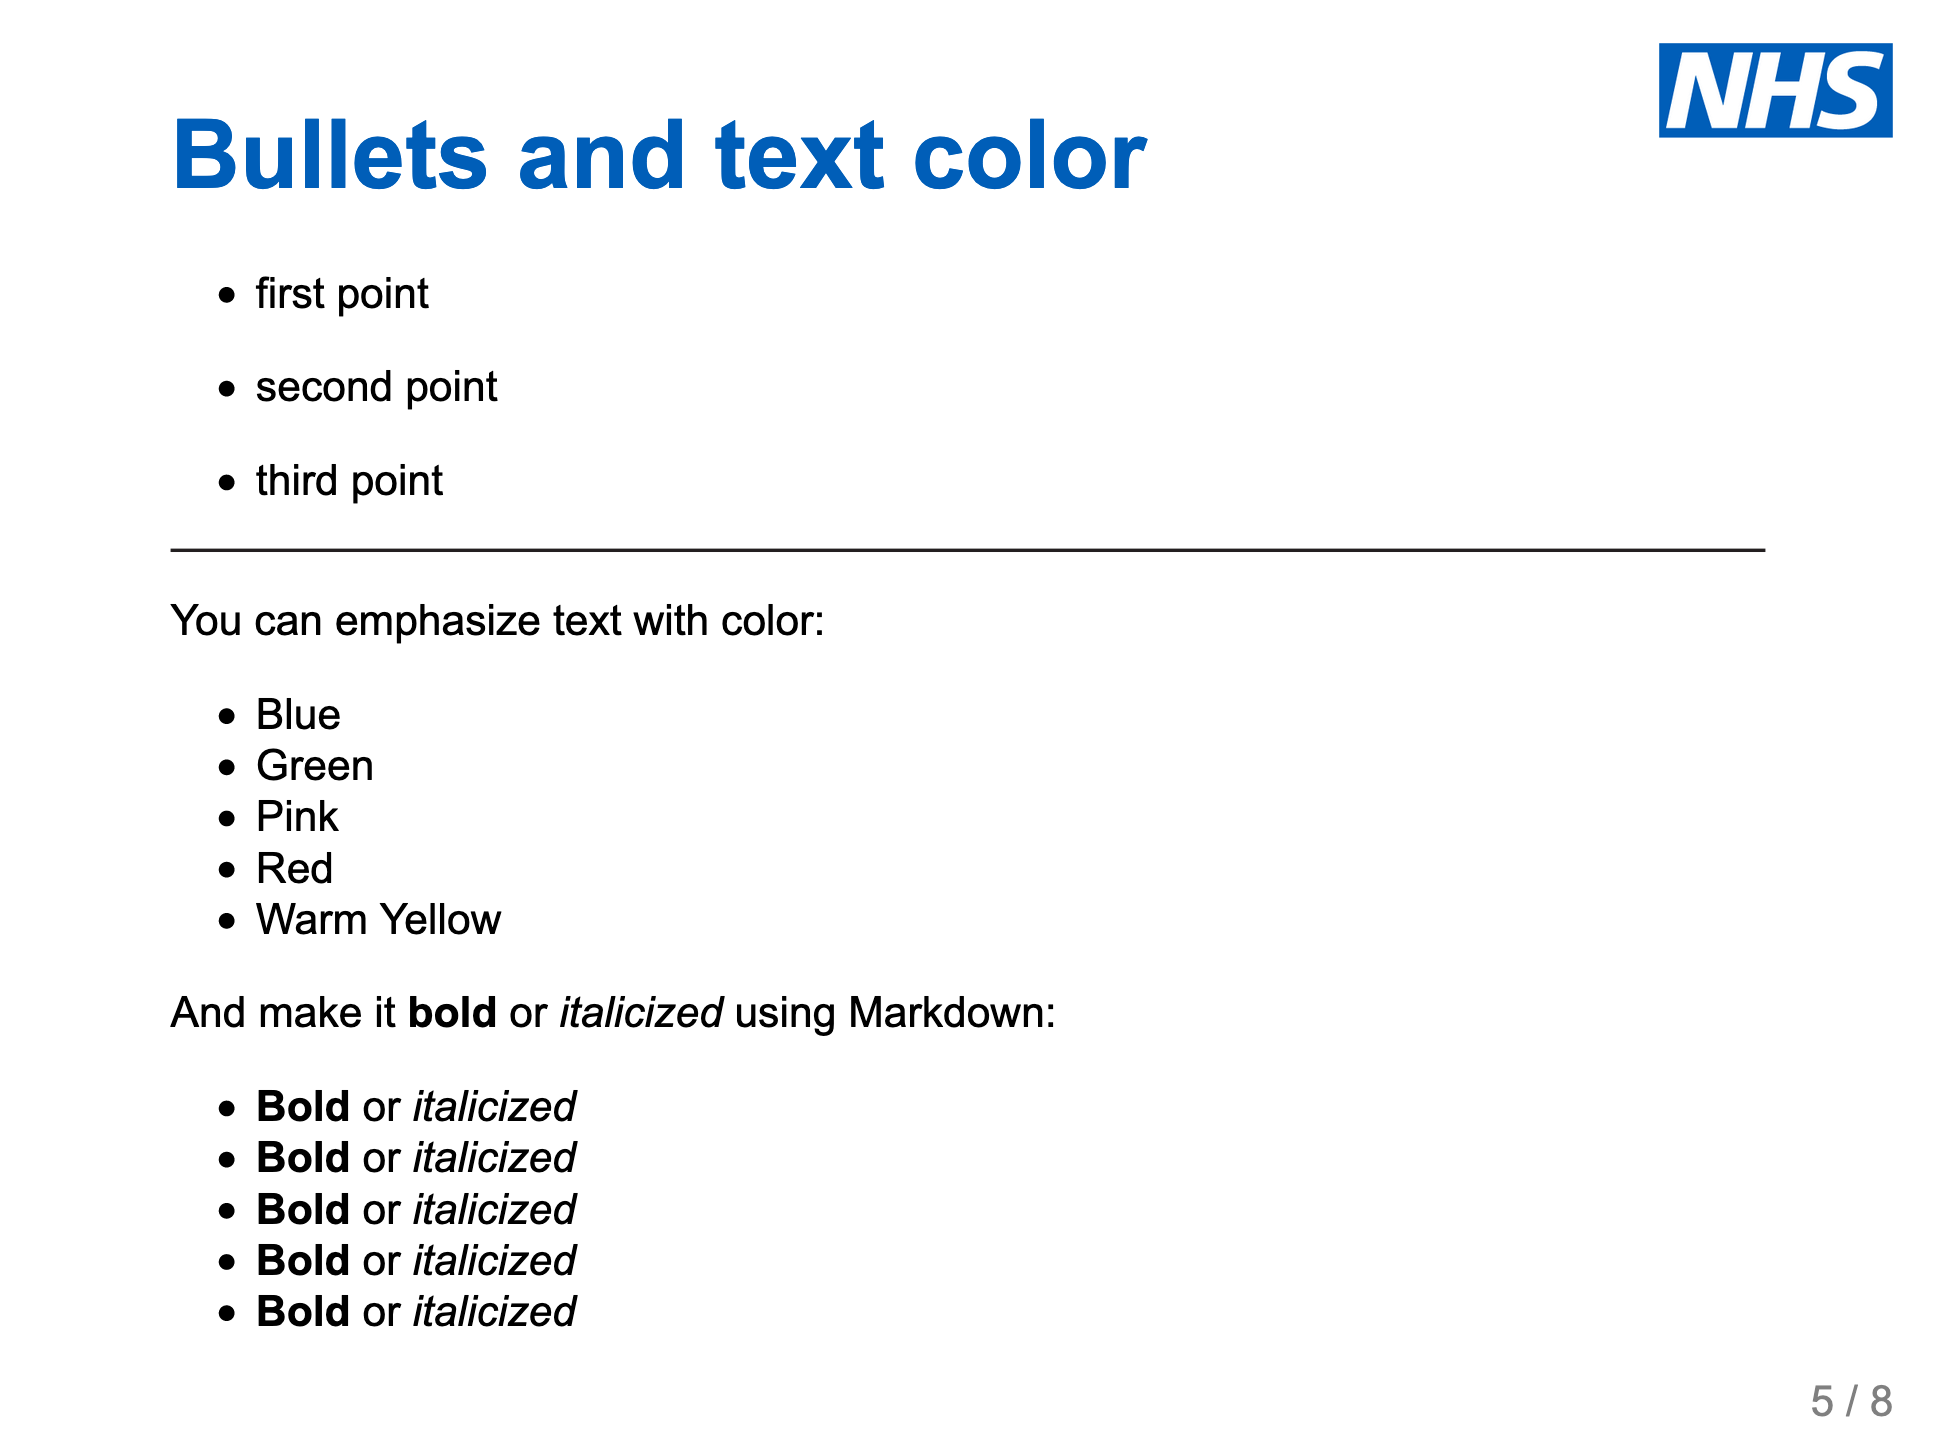 NHS
Bullets and text color
• first point
• second point
• third point
You can emphasize text with color:
• Blue
• Green
• Pink
• Red
• Warm Yellow
And make it bold or italicized using Markdown:
• Bold or italicized
• Bold or italicized
• Bold or italicized
• Bold or italicized
• Bold or italicized
5 / 8